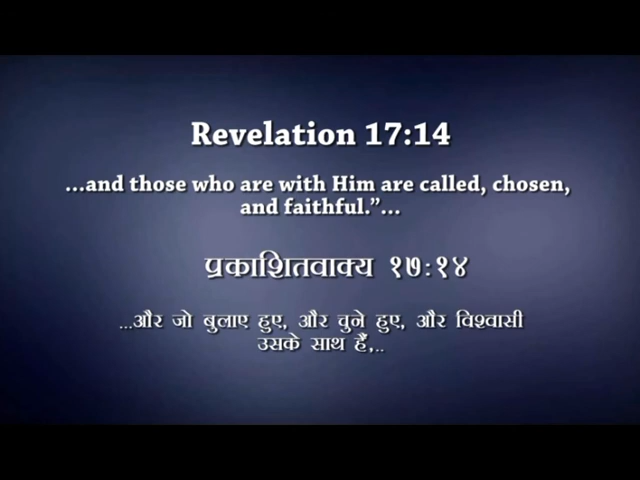 Revelation 17:14
...and those who are with Him are called, chosen,
and faithful.”...
प्रकाशितवाक्य १७:१४
...और जो बुलाए हुए, और चुने हुए, और विश्वासी
उसके साथ हैं,..